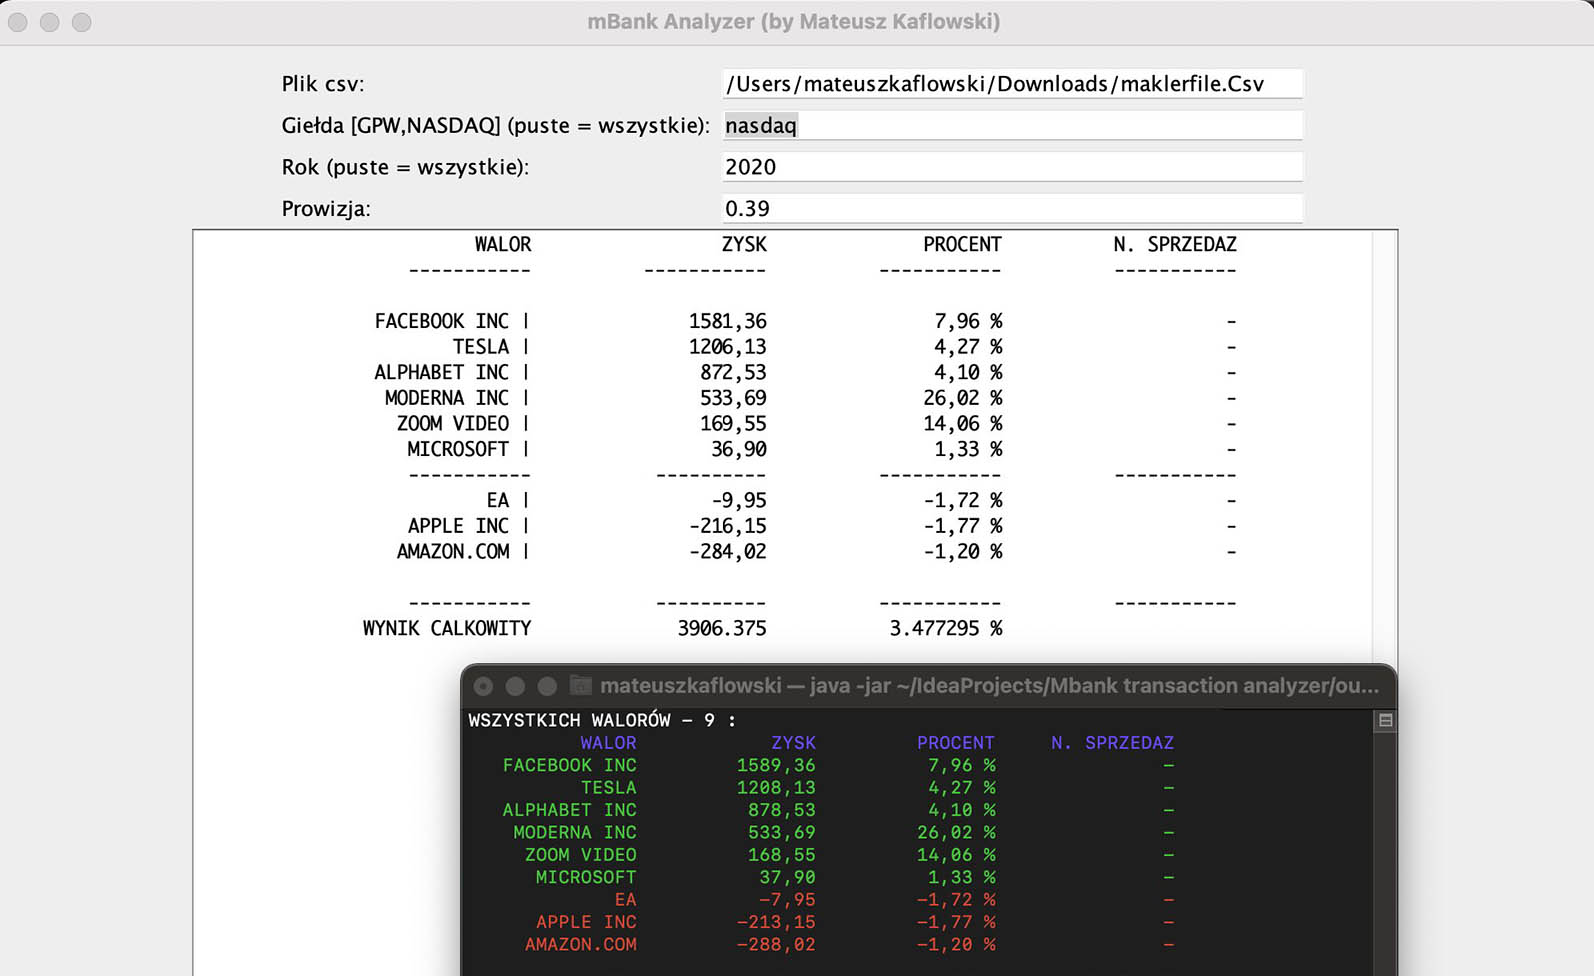 mBank Analyzer (by Mateusz Kaflowski)
Plik csv: /Users/mateuszkaflowski/Downloads/maklerfile.Csv
Giełda [GPW,NASDAQ] (puste = wszystkie): nasdaq
Rok (puste = wszystkie): 2020
Prowizja: 0.39
WALOR ZYSK PROCENT N. SPRZEDAZ
----------- ----------- ----------- -----------
FACEBOOK INC | 1581,36 7,96 % -
TESLA | 1206,13 4,27 % -
ALPHABET INC | 872,53 4,10 % -
MODERNA INC | 533,69 26,02 % -
ZOOM VIDEO | 169,55 14,06 % -
MICROSOFT | 36,90 1,33 % -
----------- ---------- ----------- -----------
EA | -9,95 -1,72 % -
APPLE INC | -216,15 -1,77 % -
AMAZON.COM | -284,02 -1,20 % -
----------- ---------- ----------- -----------
WYNIK CALKOWITY 3906.375 3.477295 %
mateuszkaflowski — java -jar ~/IdeaProjects/Mbank transaction analyzer/ou...
WSZYSTKICH WALORÓW - 9 :
WALOR ZYSK PROCENT N. SPRZEDAZ
FACEBOOK INC 1589,36 7,96 % -
TESLA 1208,13 4,27 % -
ALPHABET INC 878,53 4,10 % -
MODERNA INC 533,69 26,02 % -
ZOOM VIDEO 168,55 14,06 % -
MICROSOFT 37,90 1,33 % -
EA -7,95 -1,72 % -
APPLE INC -213,15 -1,77 % -
AMAZON.COM -288,02 -1,20 % -